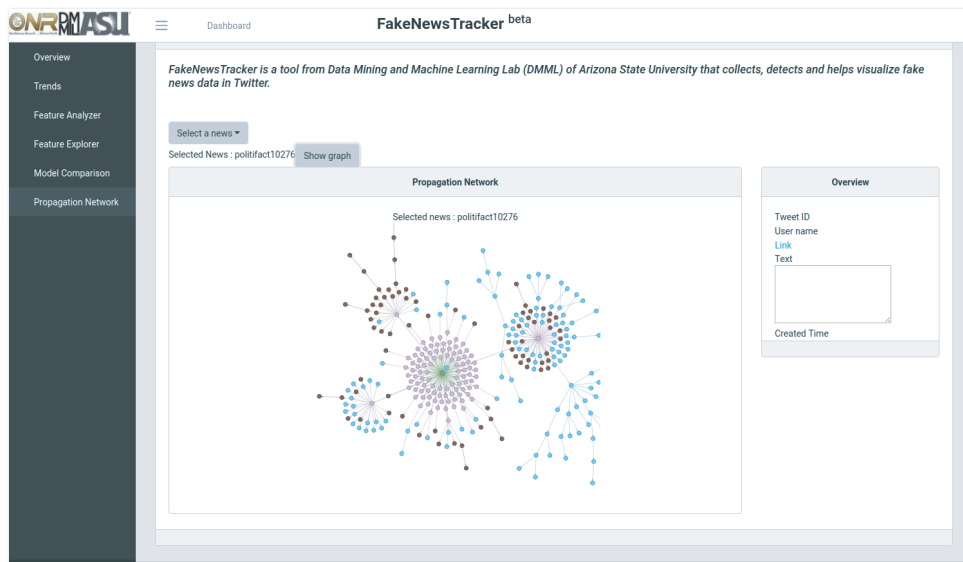 ONR DMML ASU
Dashboard
FakeNewsTracker beta
Overview
Trends
Feature Analyzer
Feature Explorer
Model Comparison
Propagation Network
FakeNewsTracker is a tool from Data Mining and Machine Learning Lab (DMML) of Arizona State University that collects, detects and helps visualize fake
news data in Twitter.
Select a news
Selected News : politifact10276
Show graph
Propagation Network
Selected news : politifact10276
Overview
Tweet ID
User name
Link
Text
Created Time